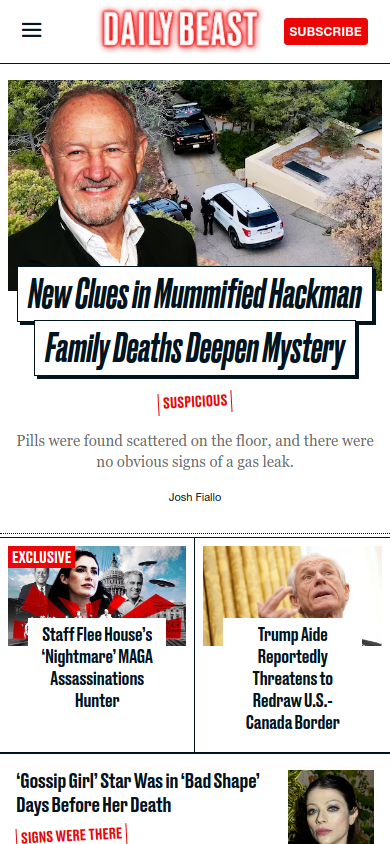 DAILY BEAST
SUBSCRIBE
New Clues in Mummified Hackman
Family Deaths Deepen Mystery
SUSPICIOUS
Pills were found scattered on the floor, and there were
no obvious signs of a gas leak.
Josh Fiallo
EXCLUSIVE
Staff Flee House’s
‘Nightmare’ MAGA
Assassinations
Hunter
Trump Aide
Reportedly
Threatens to
Redraw U.S.-
Canada Border
‘Gossip Girl’ Star Was in ‘Bad Shape’
Days Before Her Death
SIGNS WERE THERE